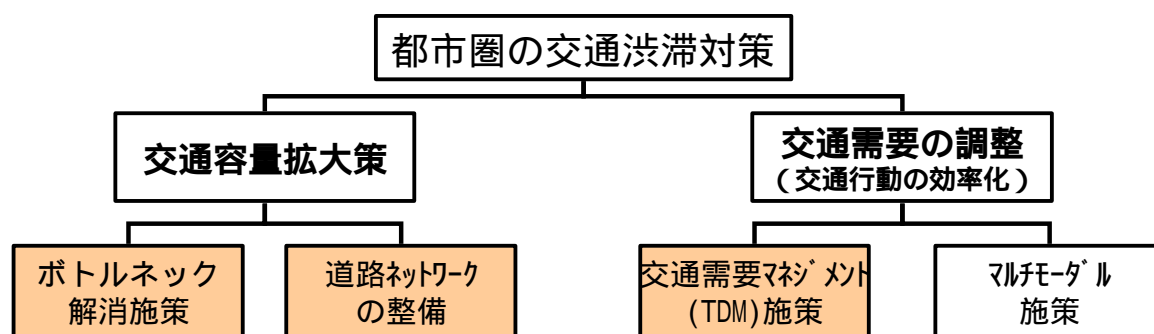 都市圏の交通渋滞対策
交通容量拡大策
交通需要の調整
(交通行動の効率化)
ボトルネック
解消施策
道路ﾈｯﾄﾜｰｸ
の整備
交通需要ﾏﾈｼﾞﾒﾝﾄ
(TDM)施策
ﾏﾙﾁﾓｰﾀﾞﾙ
施策